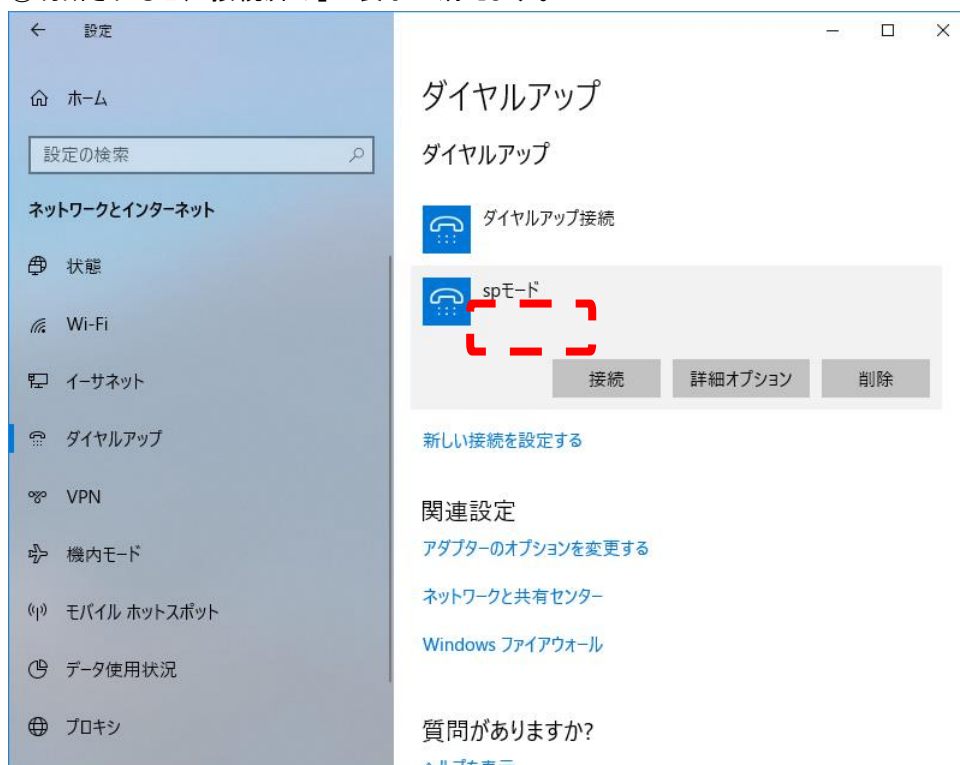 設定
ホーム
設定の検索
ネットワークとインターネット
状態
Wi-Fi
イーサネット
ダイヤルアップ
VPN
機内モード
モバイル ホットスポット
データ使用状況
プロキシ
ダイヤルアップ
ダイヤルアップ
ダイヤルアップ接続
spモード
接続 詳細オプション 削除
新しい接続を設定する
関連設定
アダプターのオプションを変更する
ネットワークと共有センター
Windows ファイアウォール
質問がありますか?